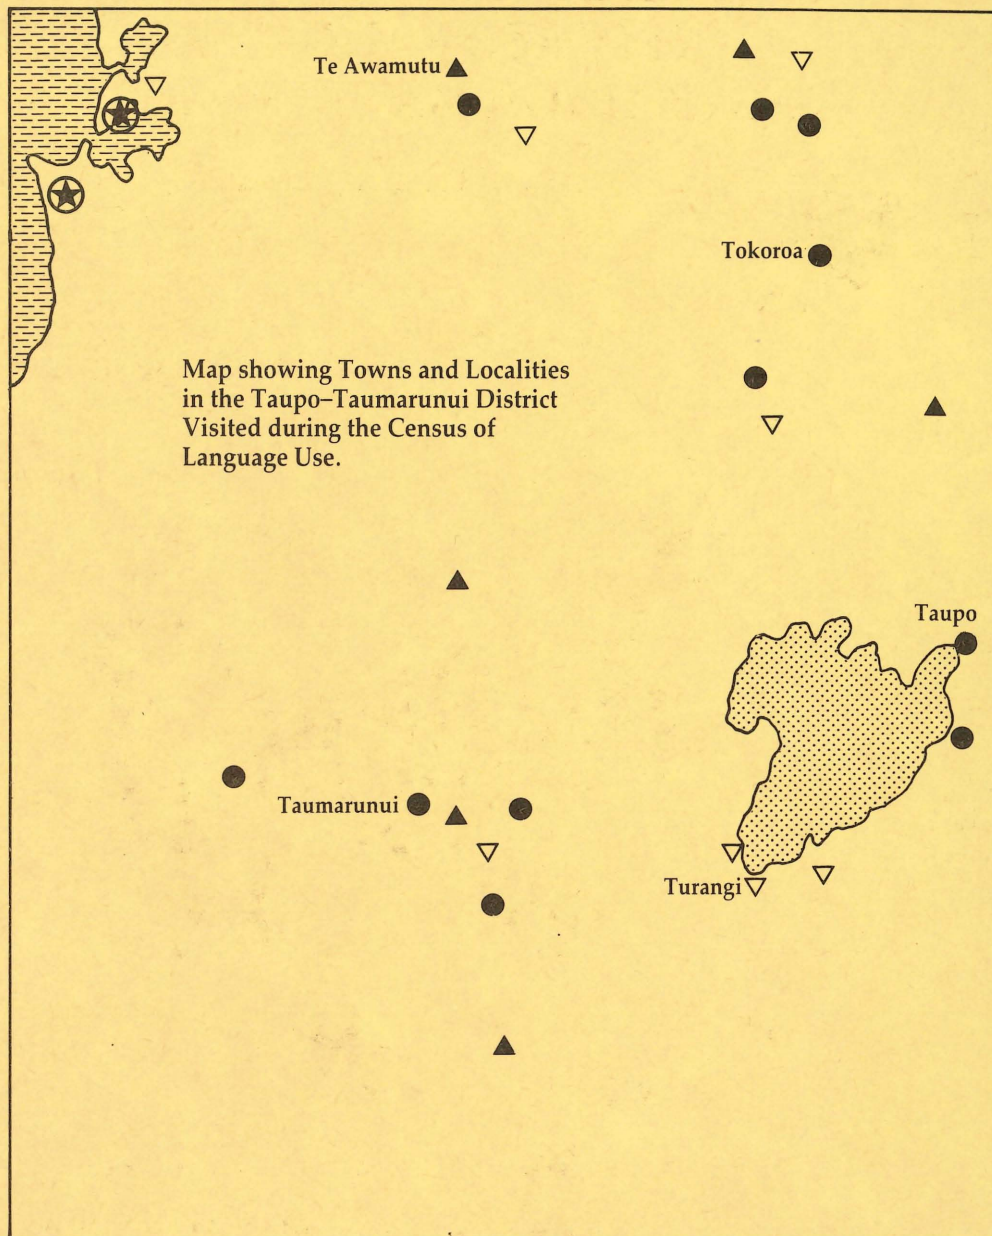 Te Awamutu
Tokoroa
Map showing Towns and Localities
in the Taupo–Taumarunui District
Visited during the Census of
Language Use.
Taupo
Taumarunui
Turangi